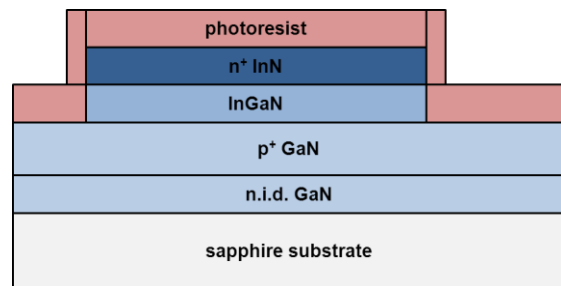 photoresist
n⁺ InN
InGaN
p⁺ GaN
n.i.d. GaN
sapphire substrate